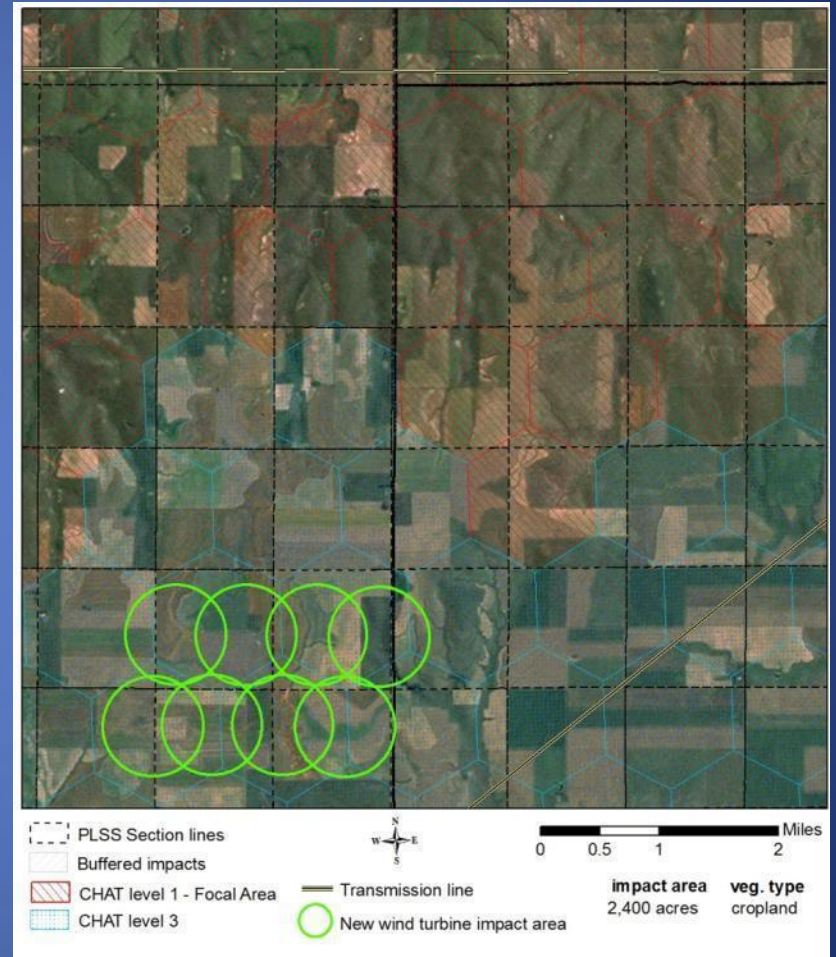 PLSS Section lines
Buffered impacts
CHAT level 1 - Focal Area
CHAT level 3
Transmission line
New wind turbine impact area
N
W E
S
Miles
0 0.5 1 2
impact area veg. type
2,400 acres cropland